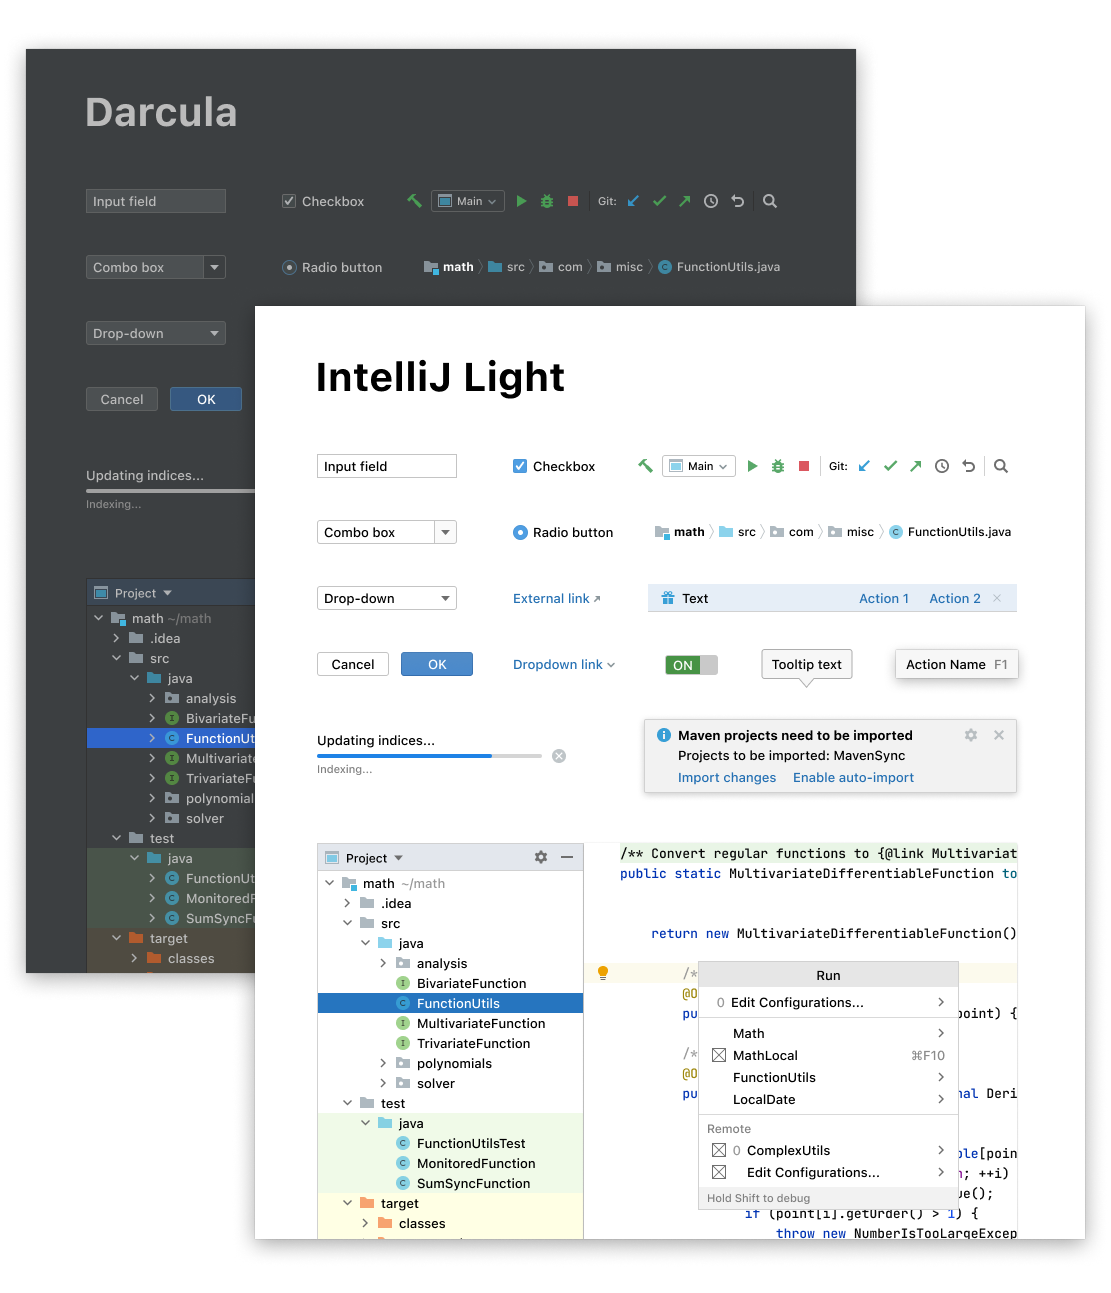 Darcula
Input field
Checkbox
Main
Git:
Combo box
Radio button
math src com misc FunctionUtils.java
Drop-down
Cancel OK
Updating indices...
Indexing...
Project
math ~/math
.idea
src
java
analysis
BivariateFu
FunctionUt
Multivariate
TrivariateFu
polynomials
solver
test
java
FunctionUt
MonitoredF
SumSyncFu
target
classes
IntelliJ Light
Input field
Checkbox
Main
Git:
Combo box
Radio button
math src com misc FunctionUtils.java
Drop-down
External link
Text Action 1 Action 2
Cancel OK
Dropdown link
ON
Tooltip text
Action Name F1
Updating indices...
Indexing...
Maven projects need to be imported
Projects to be imported: MavenSync
Import changes Enable auto-import
Project
math ~/math
.idea
src
java
analysis
BivariateFunction
FunctionUtils
MultivariateFunction
TrivariateFunction
polynomials
solver
test
java
FunctionUtilsTest
MonitoredFunction
SumSyncFunction
target
classes
/** Convert regular functions to {@link Multivariat
public static MultivariateDifferentiableFunction to
return new MultivariateDifferentiableFunction()
/*
@O
pu point) {
/*
@O
pu nal Deri
ble[poin
; ++i)
ue();
if (point[i].getOrder() > 1) {
throw new NumberIsTooLargeExcep
Run
0 Edit Configurations...
Math
MathLocal ⌘F10
FunctionUtils
LocalDate
Remote
0 ComplexUtils
Edit Configurations...
Hold Shift to debug